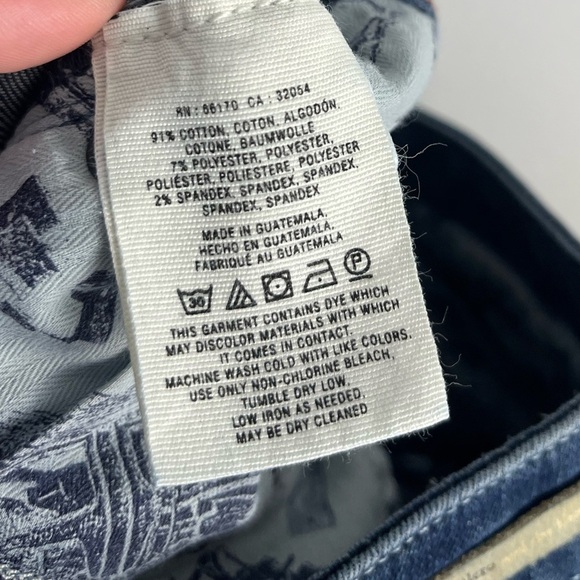 RN : 86170 CA : 32054
91% COTTON, COTON, ALGODÓN,
COTONE, BAUMWOLLE
7% POLYESTER, POLYESTER,
POLIÉSTER, POLIESTERE, POLYESTER
2% SPANDEX, SPANDEX, SPANDEX,
SPANDEX, SPANDEX
MADE IN GUATEMALA,
HECHO EN GUATEMALA,
FABRIQUÉ AU GUATEMALA
30 P
THIS GARMENT CONTAINS DYE WHICH
MAY DISCOLOR MATERIALS WITH WHICH
IT COMES IN CONTACT.
MACHINE WASH COLD WITH LIKE COLORS.
USE ONLY NON-CHLORINE BLEACH,
TUMBLE DRY LOW.
LOW IRON AS NEEDED.
MAY BE DRY CLEANED